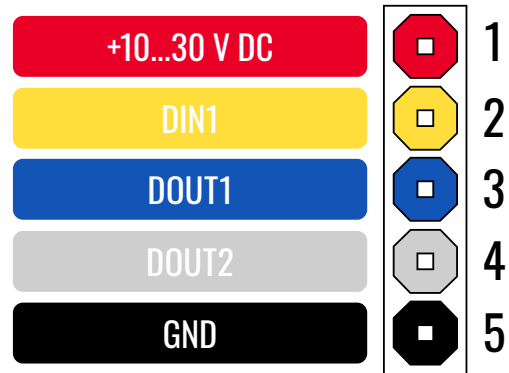 +10...30 V DC 1
DIN1 2
DOUT1 3
DOUT2 4
GND 5